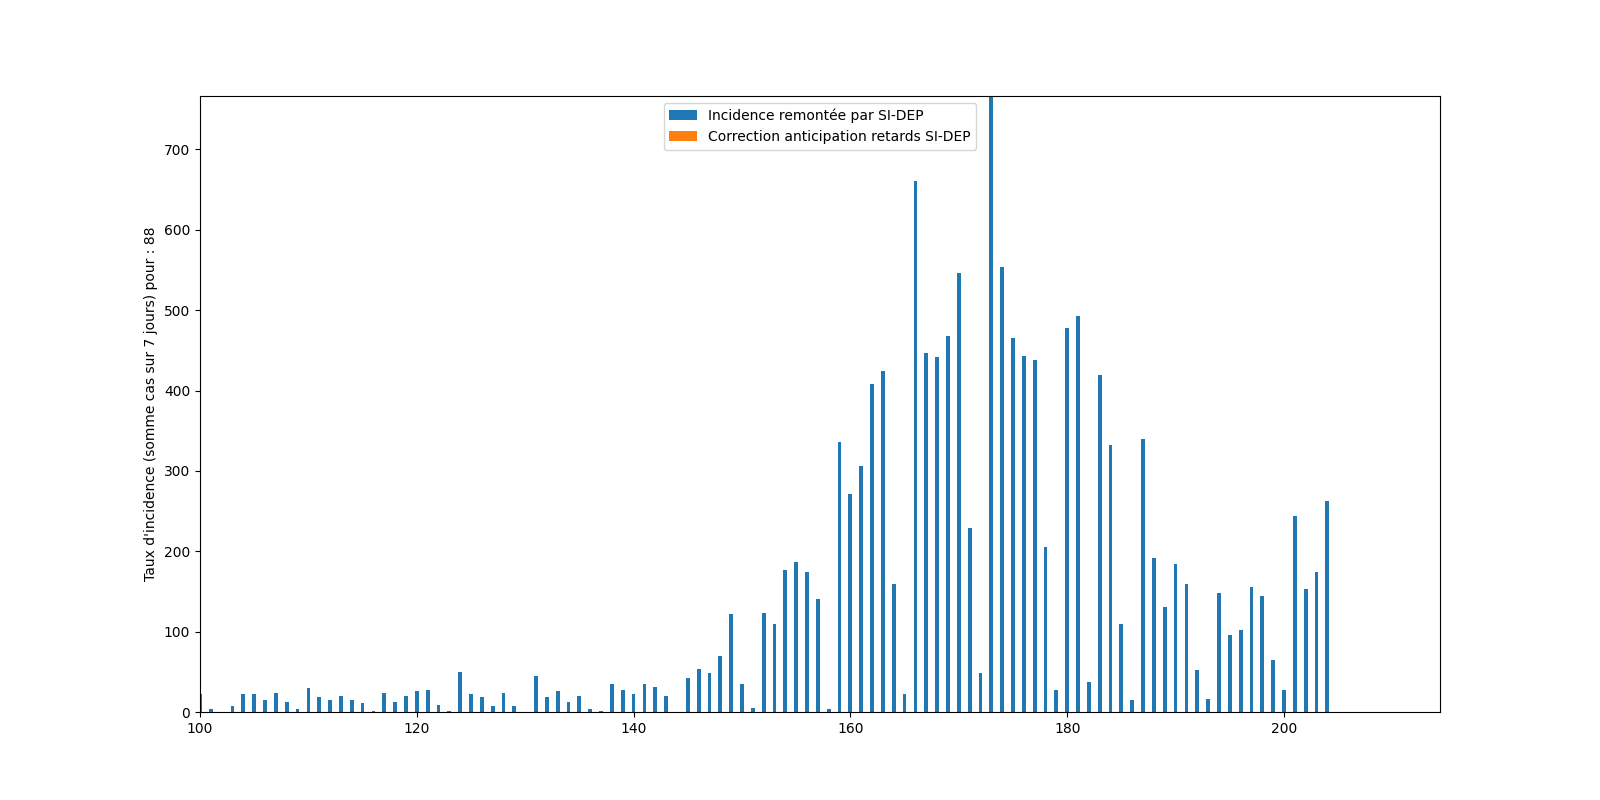 Incidence remontée par SI-DEP
Correction anticipation retards SI-DEP
Taux d'incidence (somme cas sur 7 jours) pour : 88
700
600
500
400
300
200
100
0
100 120 140 160 180 200